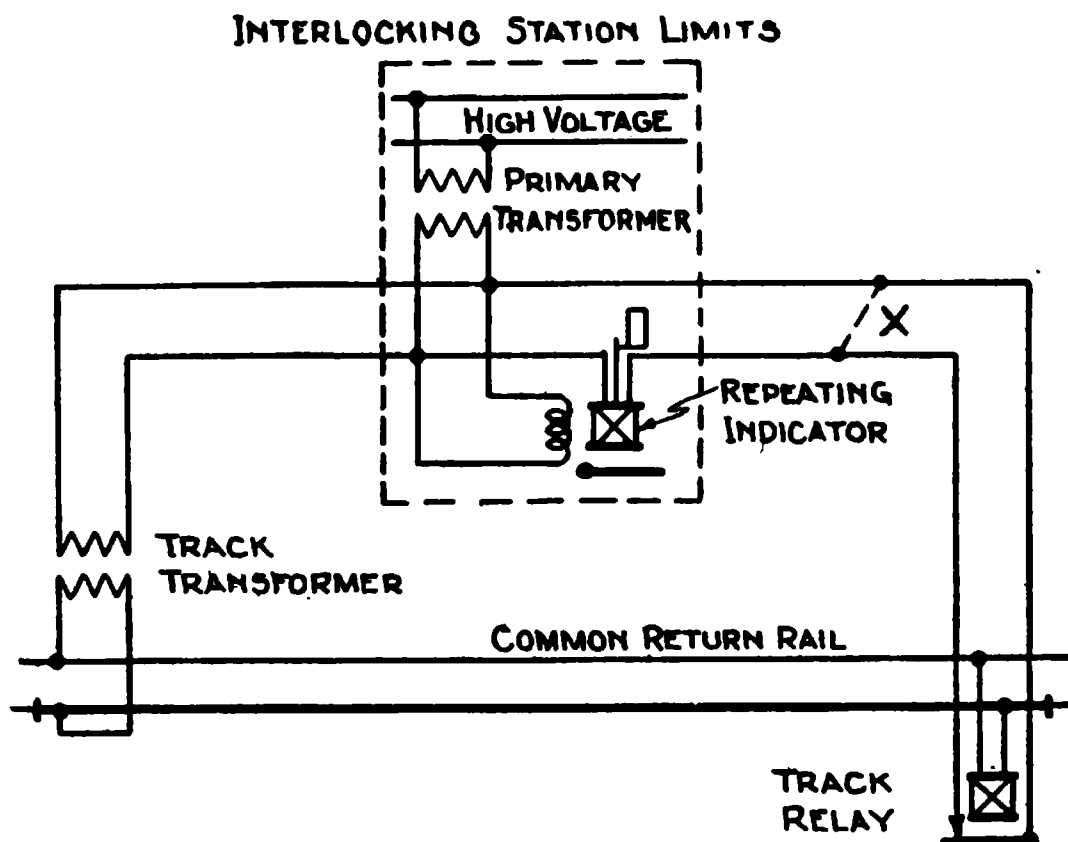 INTERLOCKING STATION LIMITS
HIGH VOLTAGE
PRIMARY
TRANSFORMER
X
REPEATING
INDICATOR
TRACK
TRANSFORMER
COMMON RETURN RAIL
TRACK
RELAY